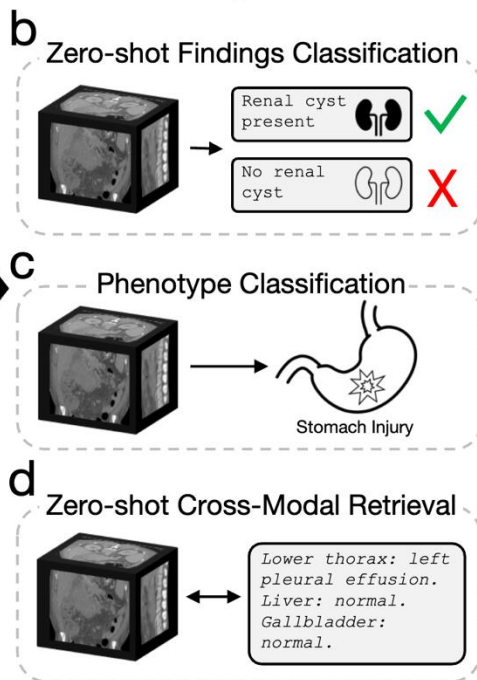 b
Zero-shot Findings Classification
Renal cyst
present
No renal
cyst
X
c
Phenotype Classification
Stomach Injury
d
Zero-shot Cross-Modal Retrieval
Lower thorax: left
pleural effusion.
Liver: normal.
Gallbladder:
normal.